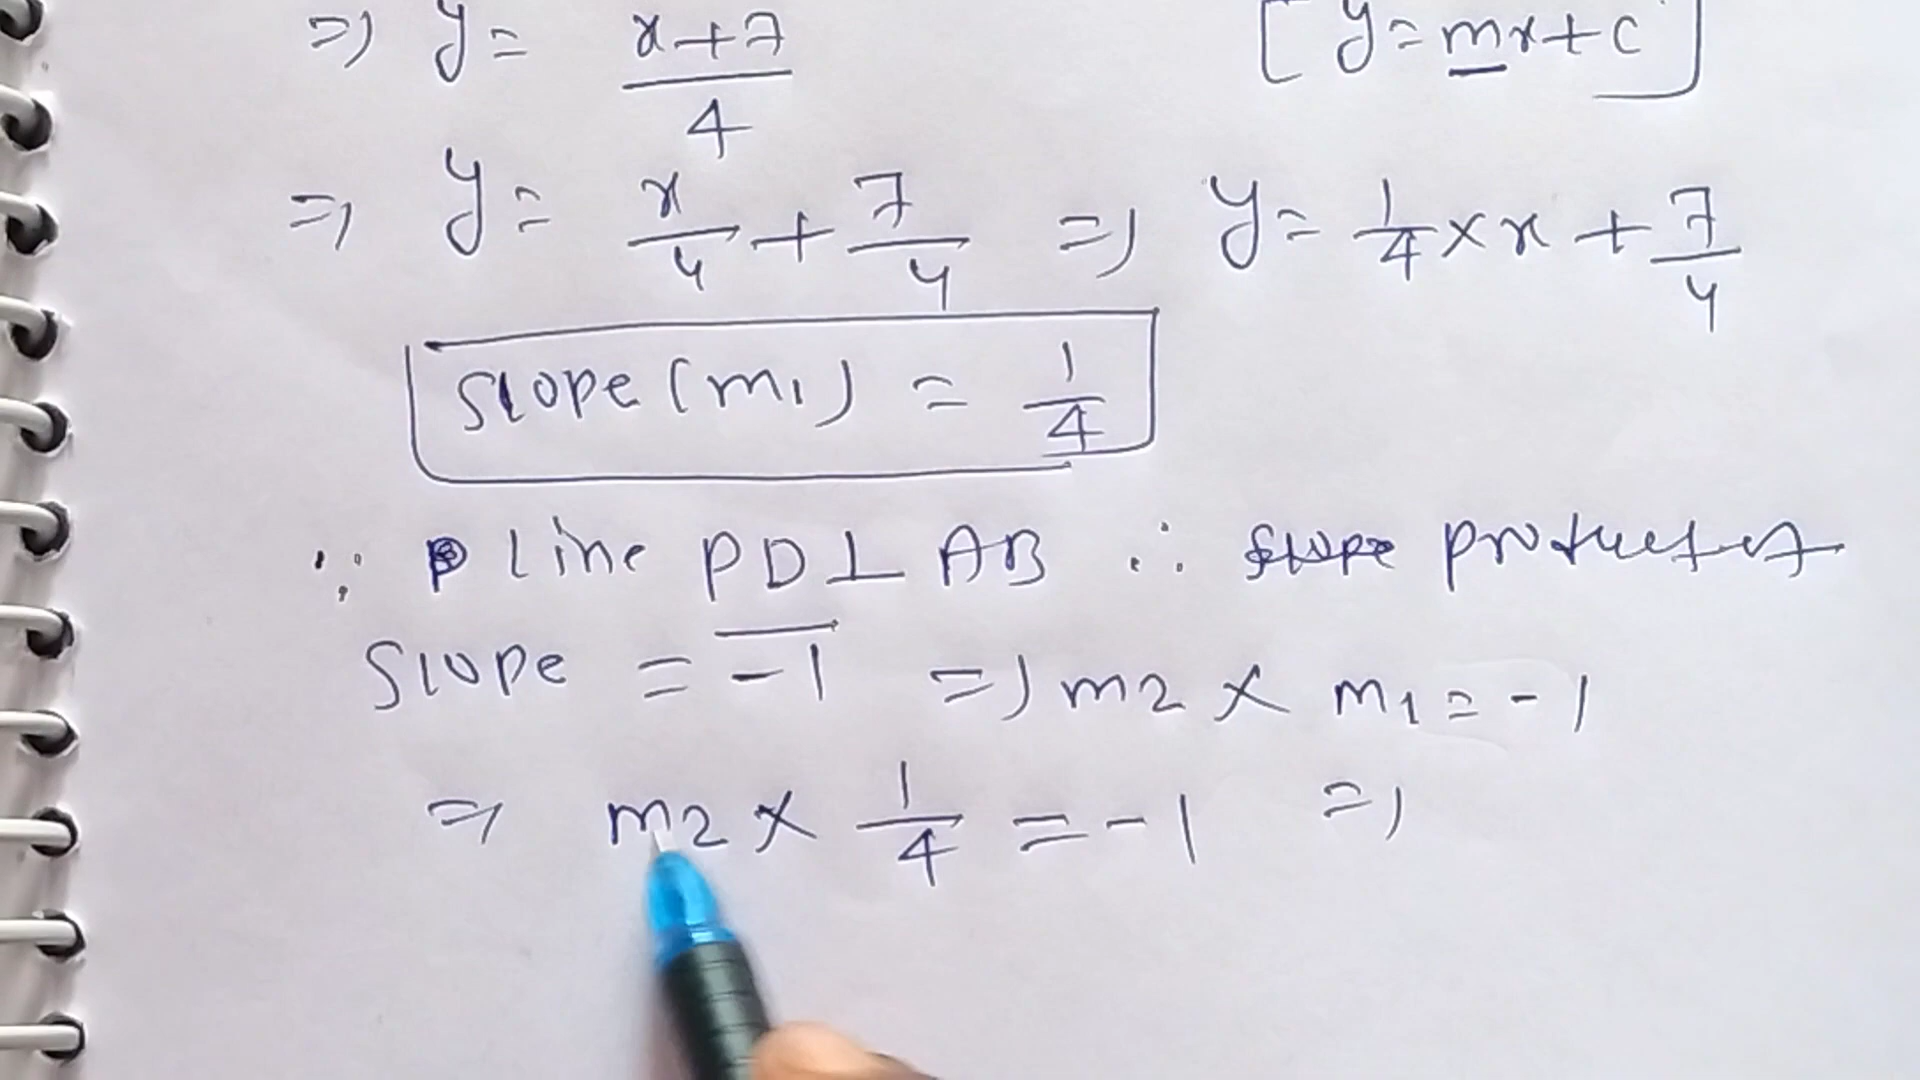 => y = x+7/4 [y = mx + c]
=> y = x/4 + 7/4 => y = 1/4 × x + 7/4
Slope (m1) = 1/4
∵ Line PD ⊥ AB ∴ product of
Slope = -1 => m2 × m1 = -1
=> m2 × 1/4 = -1 =>